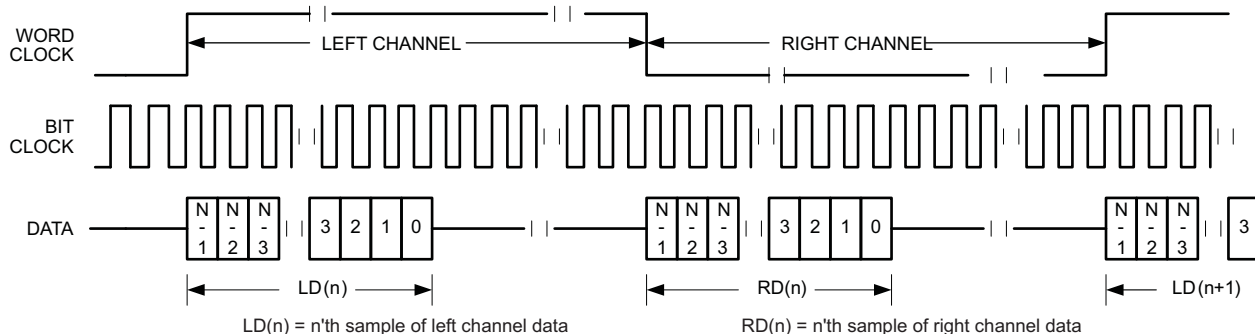 WORD
CLOCK
LEFT CHANNEL
RIGHT CHANNEL
BIT
CLOCK
DATA
N
-
1
N
-
2
N
-
3
3
2
1
0
N
-
1
N
-
2
N
-
3
3
2
1
0
N
-
1
N
-
2
N
-
3
3
LD(n)
RD(n)
LD(n+1)
LD(n) = n'th sample of left channel data
RD(n) = n'th sample of right channel data